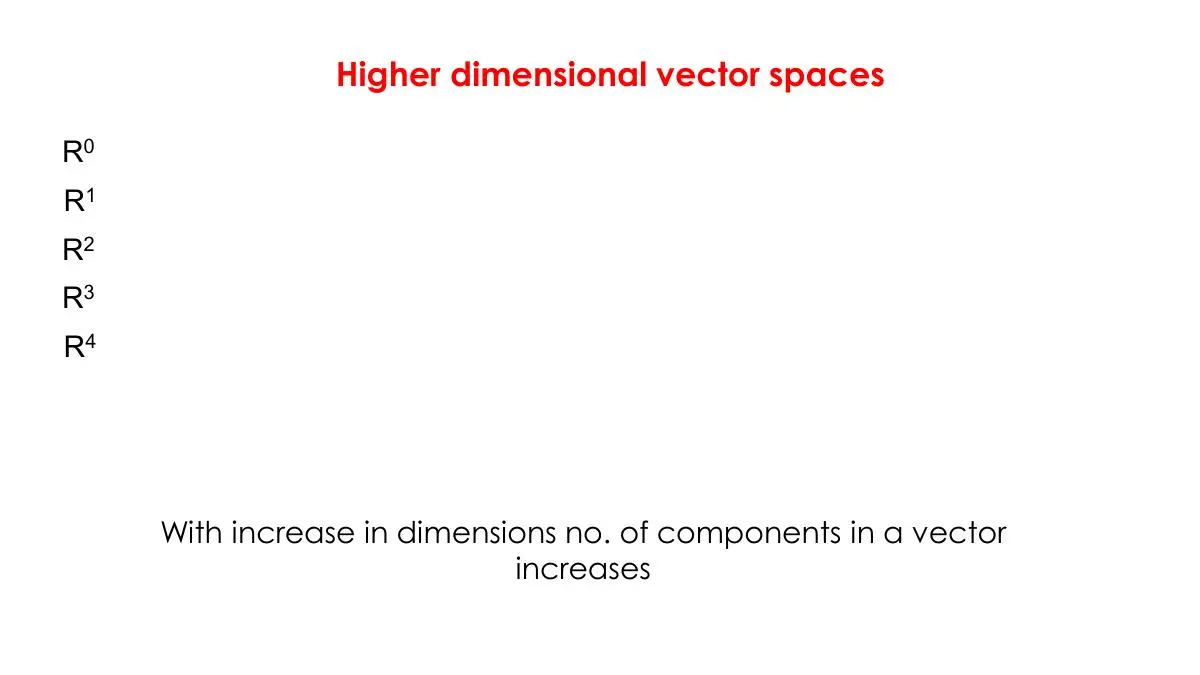 Higher dimensional vector spaces
R⁰
R¹
R²
R³
R⁴
With increase in dimensions no. of components in a vector
increases